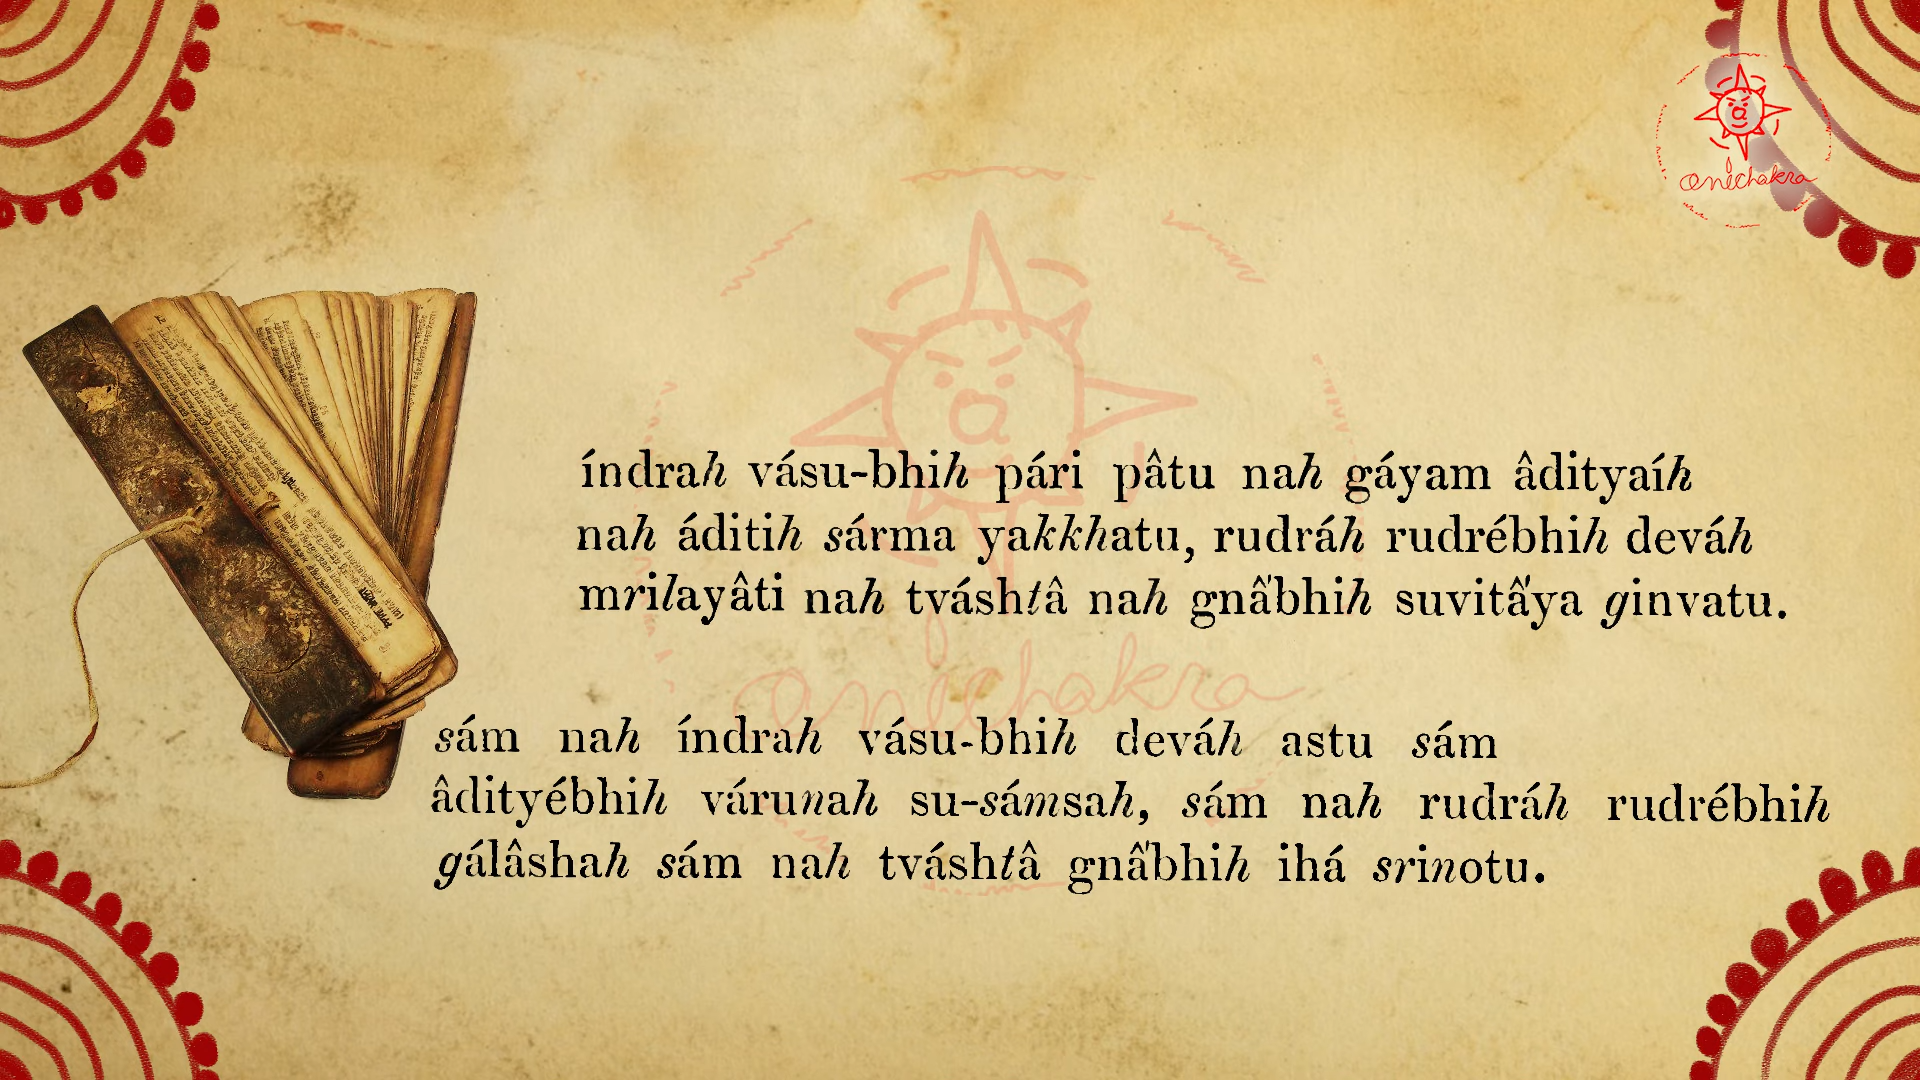 anichakra
índrah vásu-bhih pári pâtu nah gáyam âdityaíh
nah áditih sárma yakkhatu, rudráh rudrébhih deváh
mrilayâti nah tváshtâ nah gnấbhih suvitấya ginvatu.
anichakra
sám nah índrah vásu-bhih deváh astu sám
âdityébhih várunah su-sámsah, sám nah rudráh rudrébhih
gálâshah sám nah tváshtâ gnấbhih ihá srinotu.